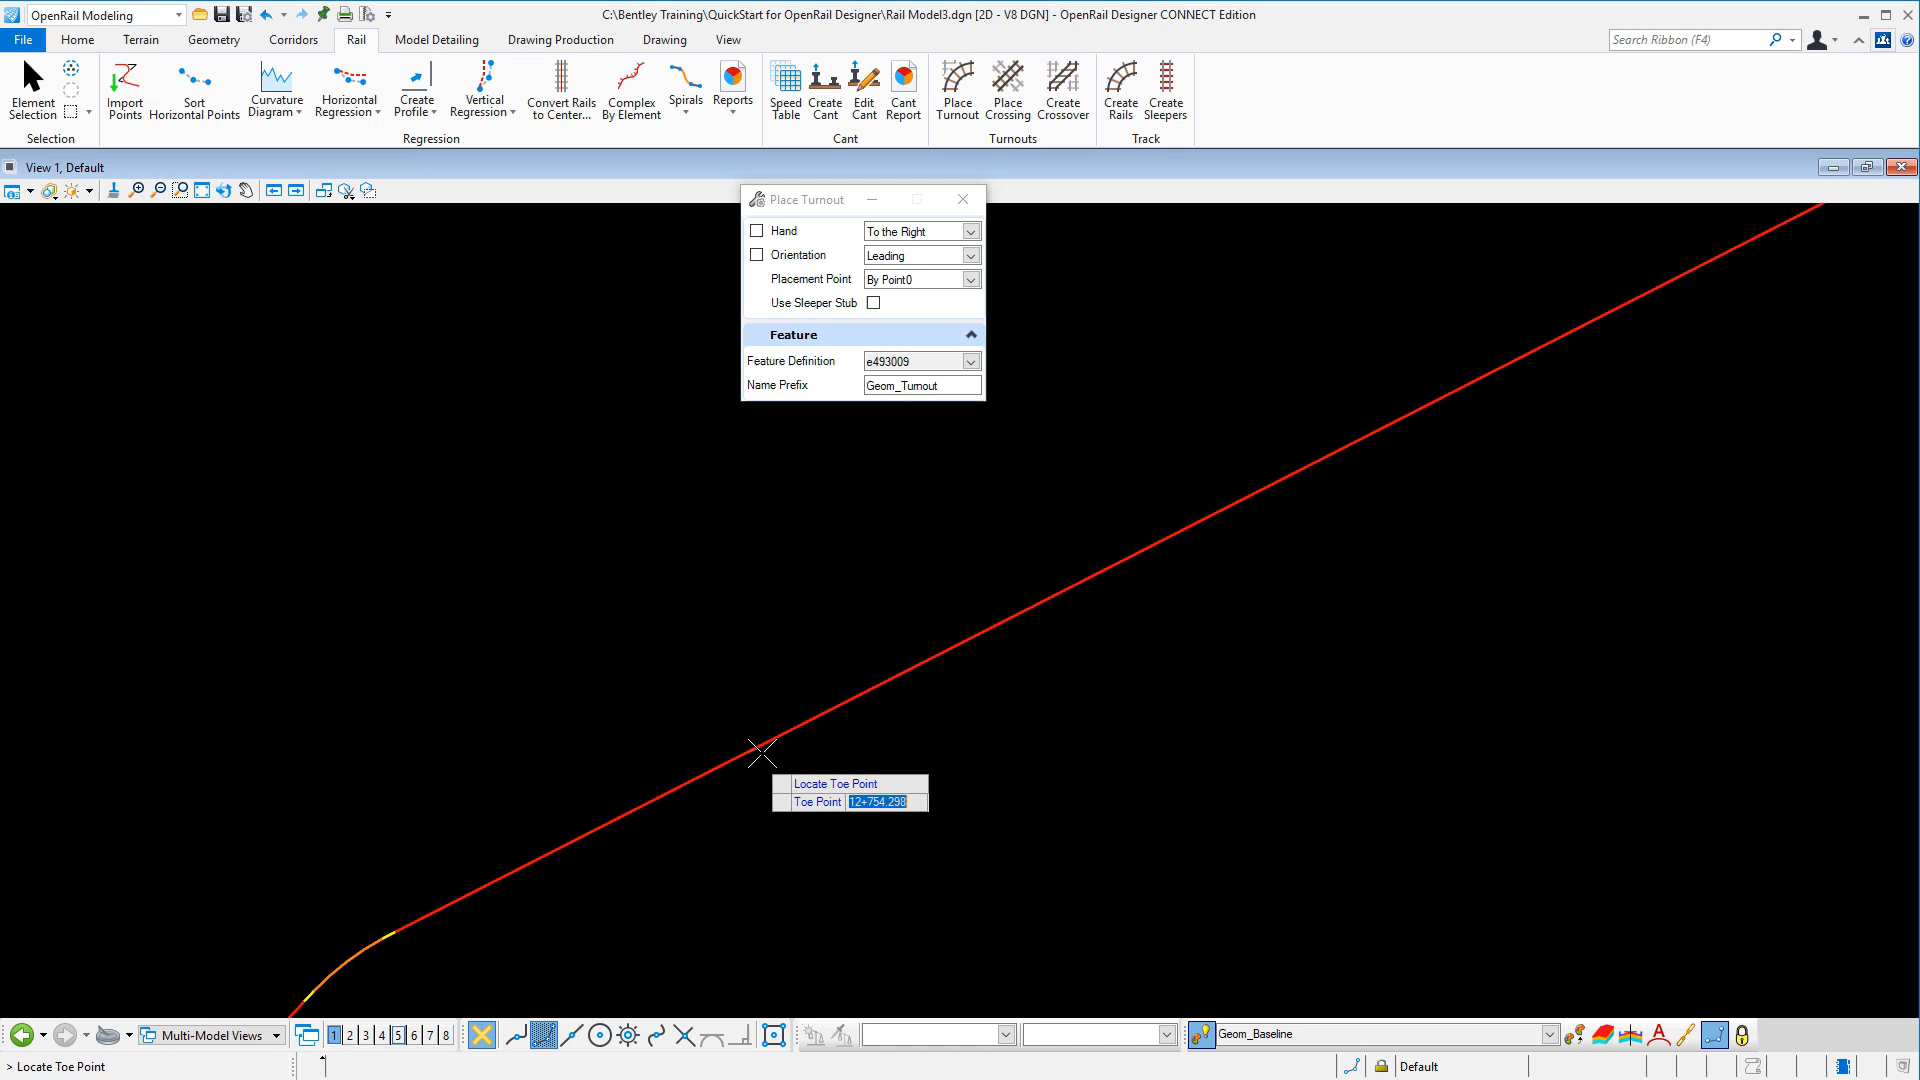 OpenRail Modeling
C:\Bentley Training\QuickStart for OpenRail Designer\Rail Model3.dgn [2D - V8 DGN] - OpenRail Designer CONNECT Edition
File Home Terrain Geometry Corridors Rail Model Detailing Drawing Production Drawing View
Search Ribbon (F4)
Element Selection
Import Points
Sort Horizontal Points
Curvature Diagram
Horizontal Regression
Create Profile
Vertical Regression
Convert Rails to Center...
Complex By Element
Spirals
Reports
Speed Table
Create Cant
Edit Cant
Cant Report
Place Turnout
Place Crossing
Create Crossover
Create Rails
Create Sleepers
Selection Regression Cant Turnouts Track
View 1, Default
Place Turnout
Hand To the Right
Orientation Leading
Placement Point By Point0
Use Sleeper Stub
Feature
Feature Definition e493009
Name Prefix Geom_Turnout
Locate Toe Point
Toe Point 12+754.298
Multi-Model Views 1 2 3 4 5 6 7 8 Geom_Baseline
> Locate Toe Point Default